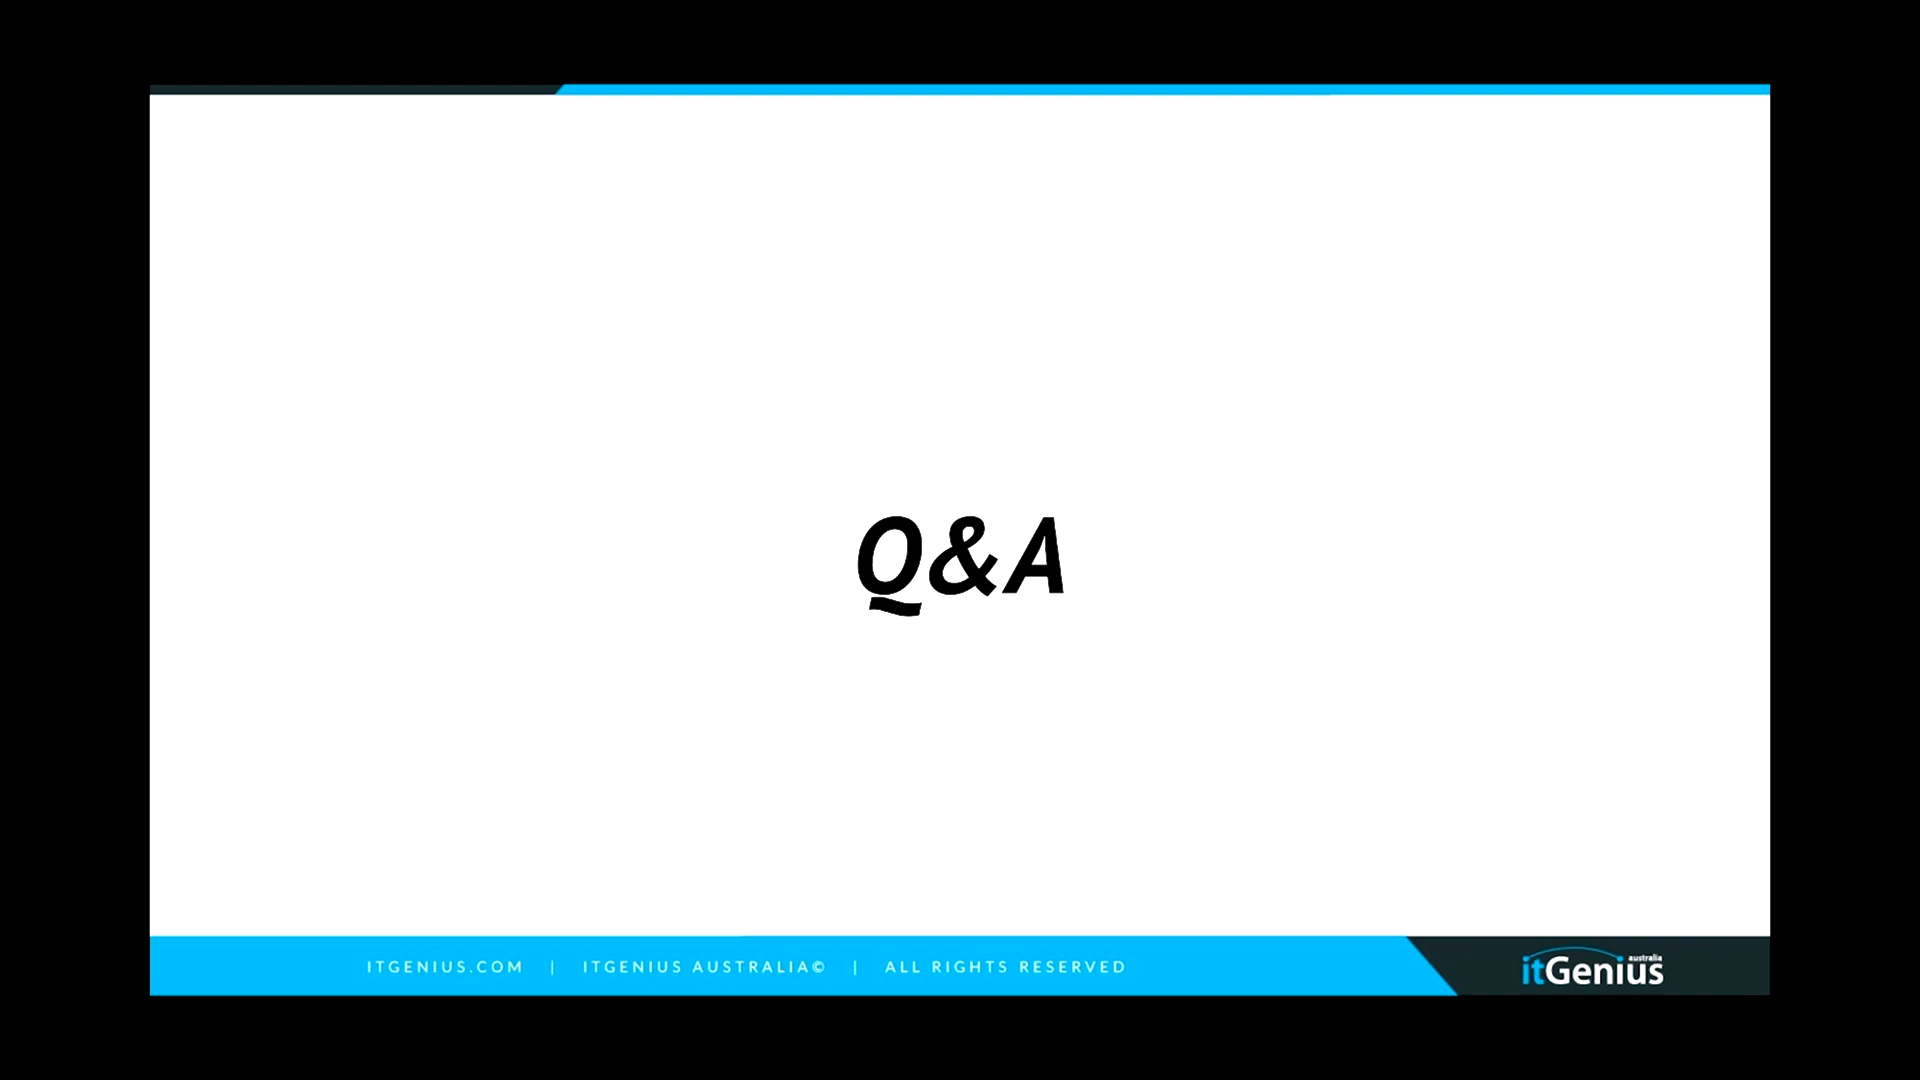 Q&A
ITGENIUS.COM | ITGENIUS AUSTRALIA© | ALL RIGHTS RESERVED
itGenius australia